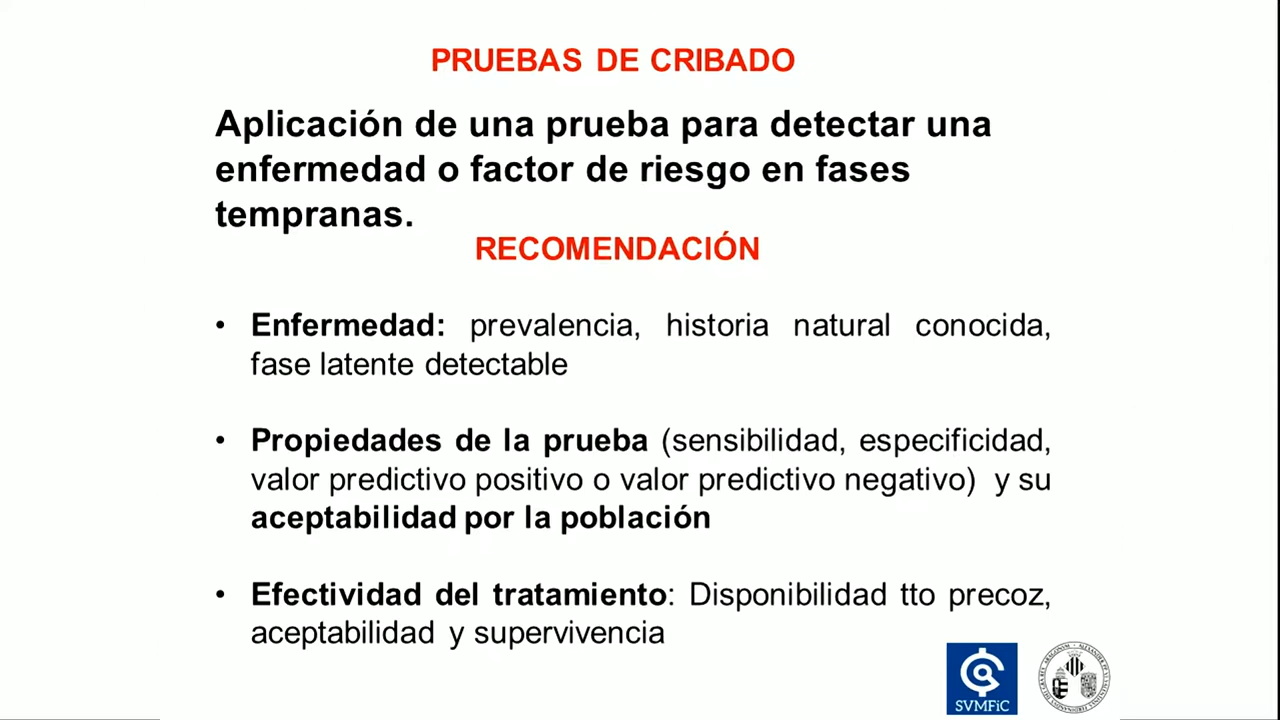 PRUEBAS DE CRIBADO
Aplicación de una prueba para detectar una
enfermedad o factor de riesgo en fases
tempranas.
RECOMENDACIÓN
• Enfermedad: prevalencia, historia natural conocida,
fase latente detectable
• Propiedades de la prueba (sensibilidad, especificidad,
valor predictivo positivo o valor predictivo negativo) y su
aceptabilidad por la población
• Efectividad del tratamiento: Disponibilidad tto precoz,
aceptabilidad y supervivencia
SVMFiC